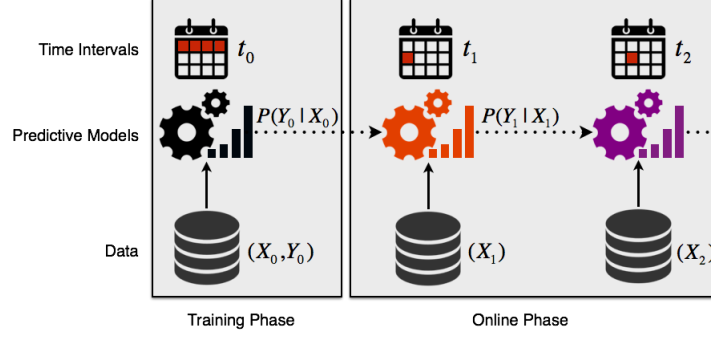 Time Intervals
t0
t1
t2
Predictive Models
P(Y0 | X0)
P(Y1 | X1)
Data
(X0,Y0)
(X1)
(X2)
Training Phase
Online Phase